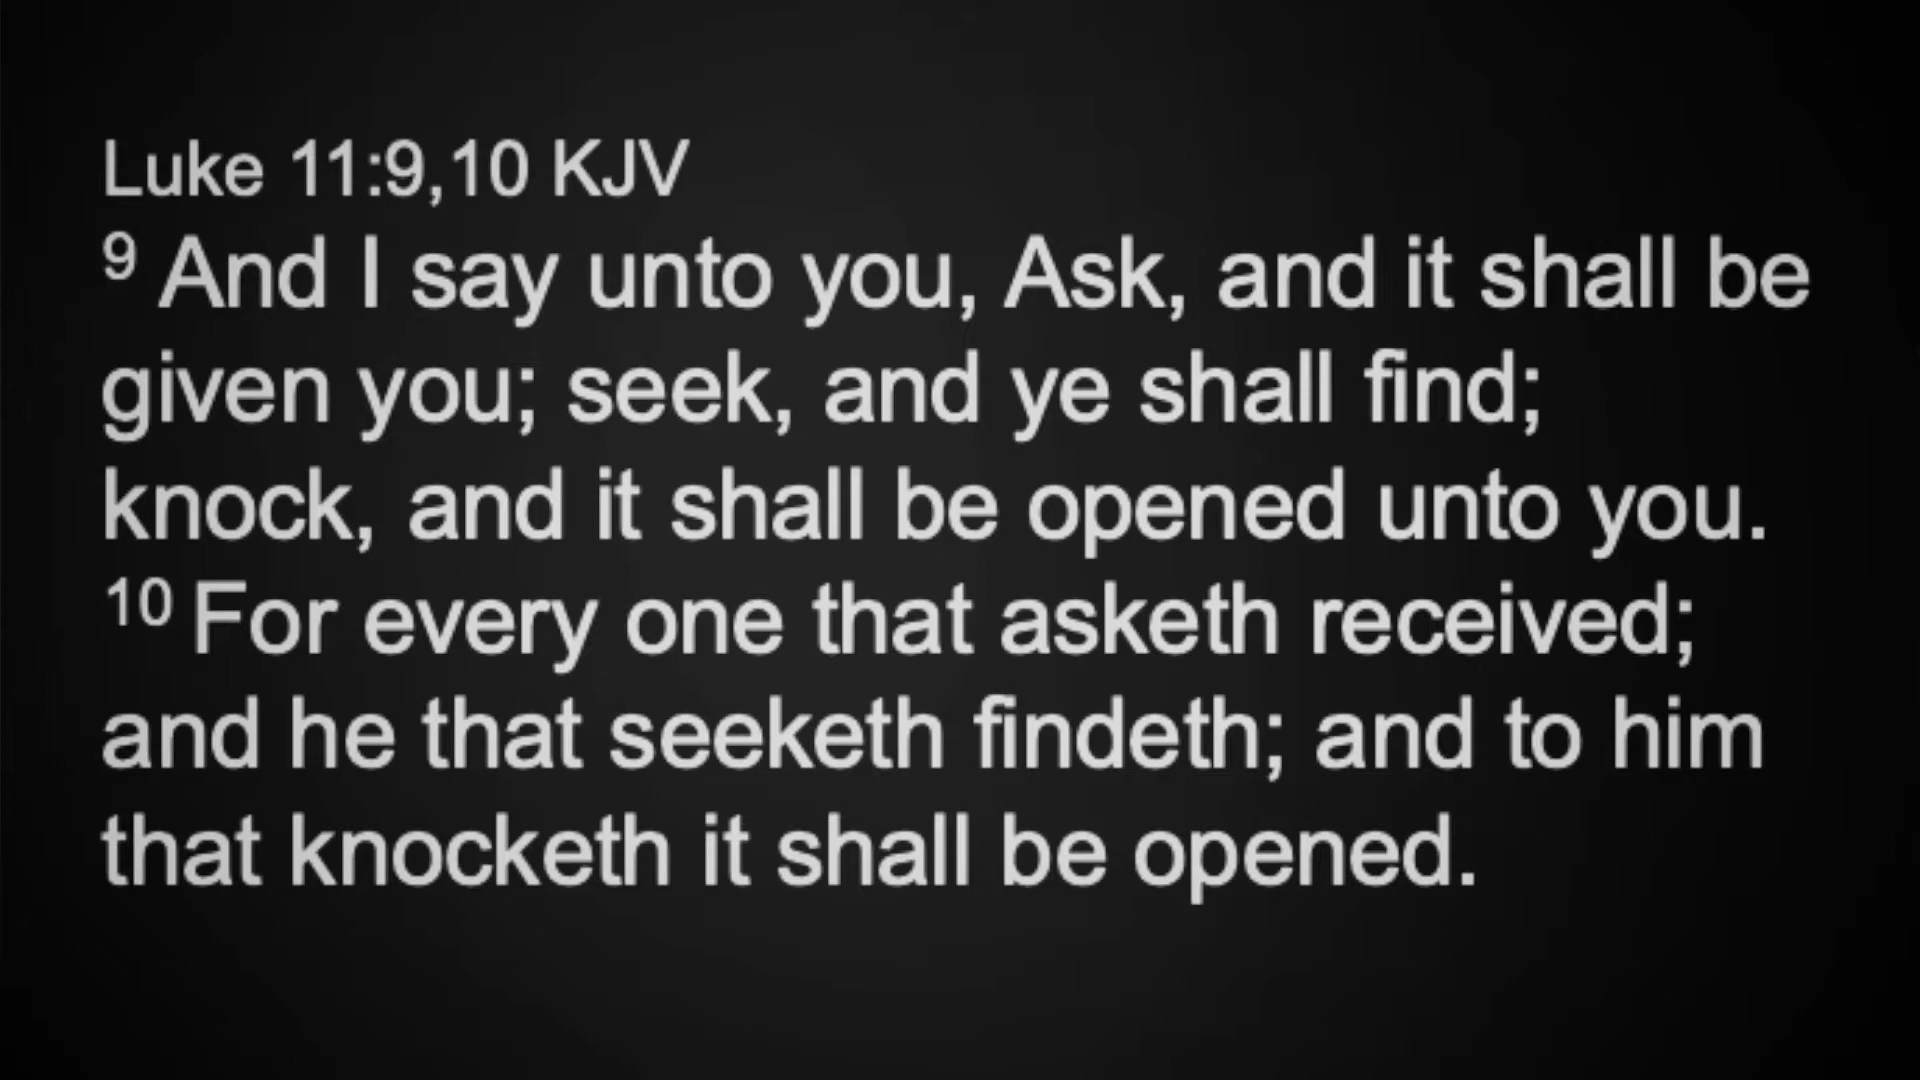 Luke 11:9,10 KJV
9 And I say unto you, Ask, and it shall be
given you; seek, and ye shall find;
knock, and it shall be opened unto you.
10 For every one that asketh received;
and he that seeketh findeth; and to him
that knocketh it shall be opened.